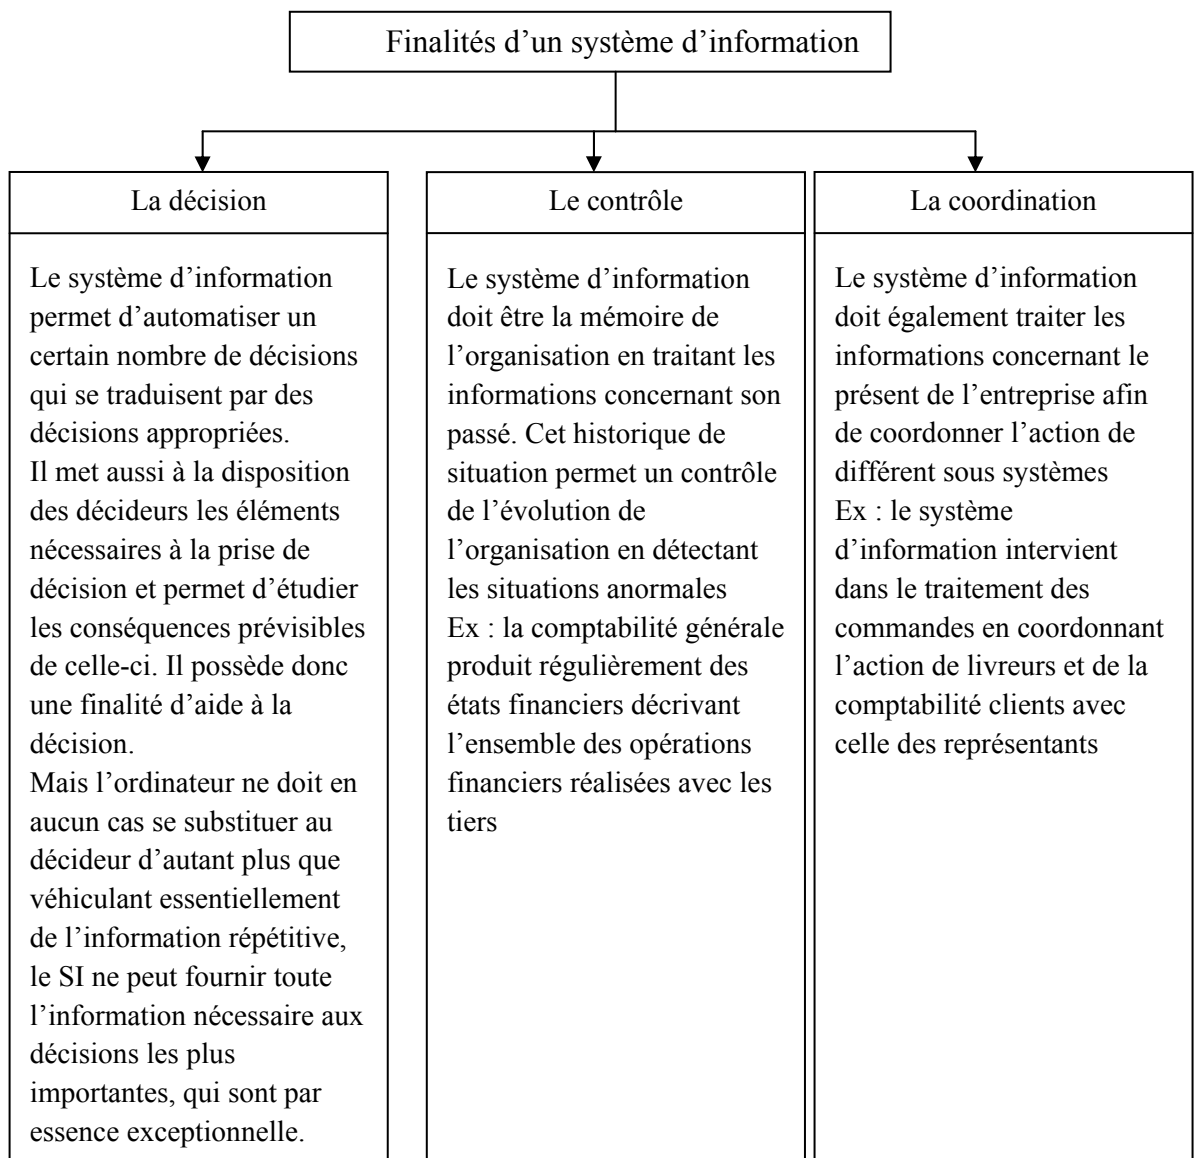 Finalités d’un système d’information
La décision
Le système d’information
permet d’automatiser un
certain nombre de décisions
qui se traduisent par des
décisions appropriées.
Il met aussi à la disposition
des décideurs les éléments
nécessaires à la prise de
décision et permet d’étudier
les conséquences prévisibles
de celle-ci. Il possède donc
une finalité d’aide à la
décision.
Mais l’ordinateur ne doit en
aucun cas se substituer au
décideur d’autant plus que
véhiculant essentiellement
de l’information répétitive,
le SI ne peut fournir toute
l’information nécessaire aux
décisions les plus
importantes, qui sont par
essence exceptionnelle.
Le contrôle
Le système d’information
doit être la mémoire de
l’organisation en traitant les
informations concernant son
passé. Cet historique de
situation permet un contrôle
de l’évolution de
l’organisation en détectant
les situations anormales
Ex : la comptabilité générale
produit régulièrement des
états financiers décrivant
l’ensemble des opérations
financiers réalisées avec les
tiers
La coordination
Le système d’information
doit également traiter les
informations concernant le
présent de l’entreprise afin
de coordonner l’action de
différent sous systèmes
Ex : le système
d’information intervient
dans le traitement des
commandes en coordonnant
l’action de livreurs et de la
comptabilité clients avec
celle des représentants